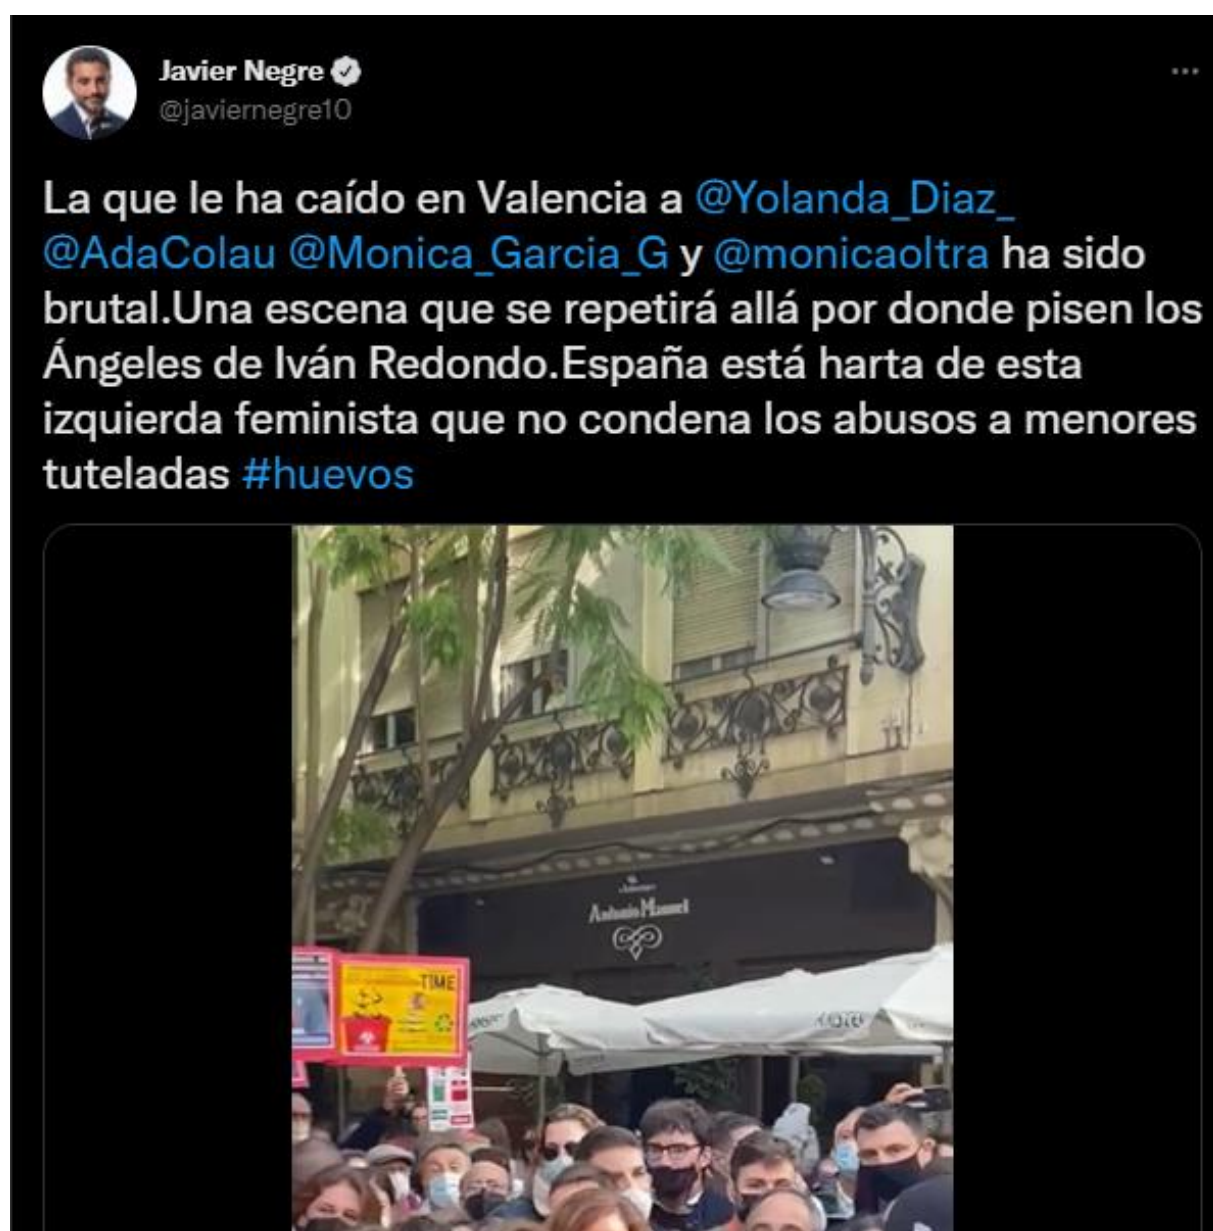 Javier Negre
@javiernegre10
La que le ha caído en Valencia a @Yolanda_Diaz_
@AdaColau @Monica_Garcia_G y @monicaoltra ha sido
brutal.Una escena que se repetirá allá por donde pisen los
Ángeles de Iván Redondo.España está harta de esta
izquierda feminista que no condena los abusos a menores
tuteladas #huevos
Antonio Manuel
TIME